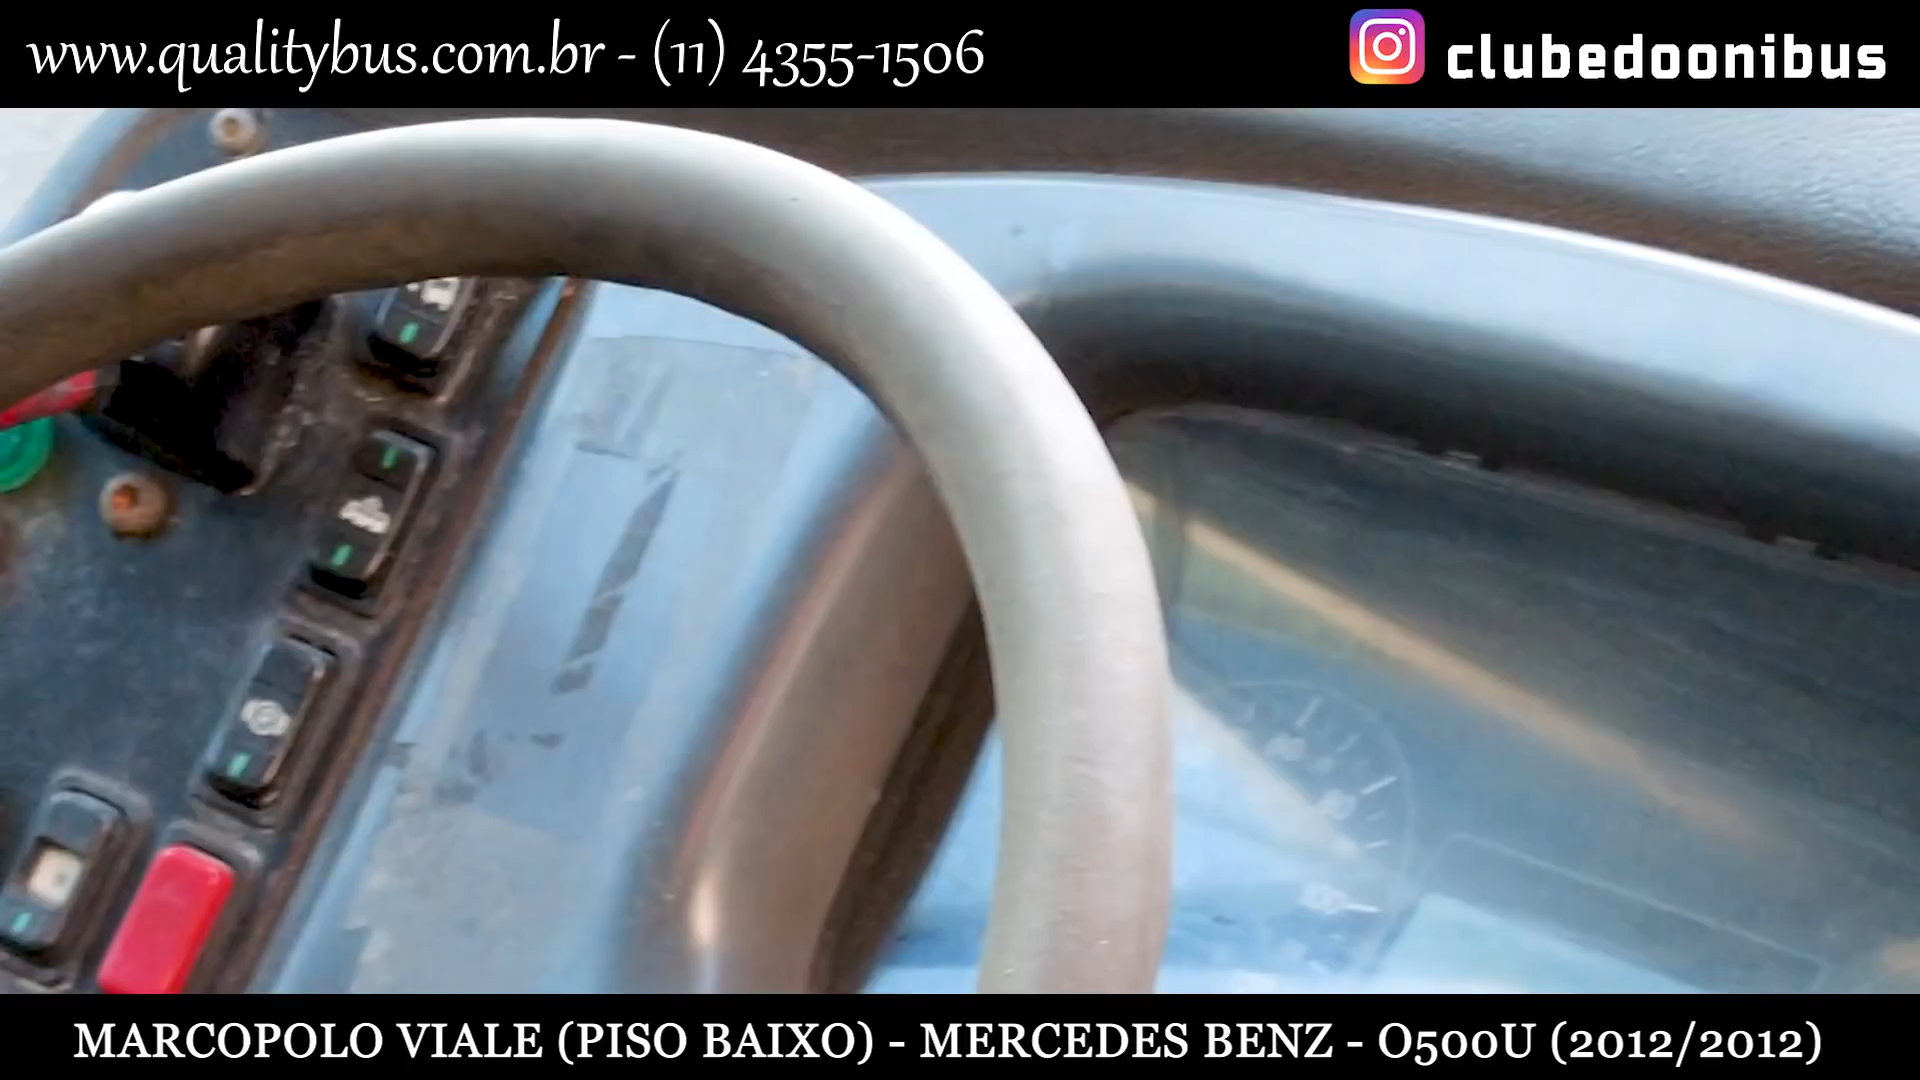 www.qualitybus.com.br - (11) 4355-1506
clubedoonibus
MARCOPOLO VIALE (PISO BAIXO) - MERCEDES BENZ - O500U (2012/2012)